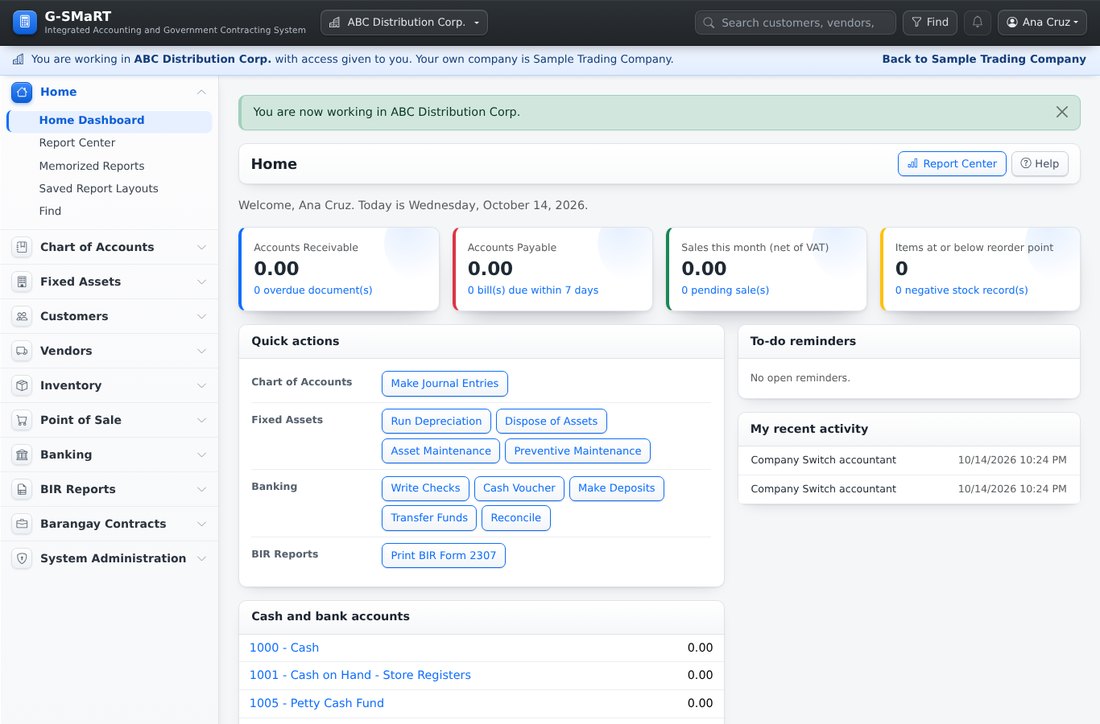 G-SMaRT
Integrated Accounting and Government Contracting System
ABC Distribution Corp.
Search customers, vendors,
Find
Ana Cruz
You are working in ABC Distribution Corp. with access given to you. Your own company is Sample Trading Company.
Back to Sample Trading Company
Home
Home Dashboard
Report Center
Memorized Reports
Saved Report Layouts
Find
Chart of Accounts
Fixed Assets
Customers
Vendors
Inventory
Point of Sale
Banking
BIR Reports
Barangay Contracts
System Administration
You are now working in ABC Distribution Corp.
Home
Report Center
Help
Welcome, Ana Cruz. Today is Wednesday, October 14, 2026.
Accounts Receivable
0.00
0 overdue document(s)
Accounts Payable
0.00
0 bill(s) due within 7 days
Sales this month (net of VAT)
0.00
0 pending sale(s)
Items at or below reorder point
0
0 negative stock record(s)
Quick actions
Chart of Accounts
Make Journal Entries
Fixed Assets
Run Depreciation
Dispose of Assets
Asset Maintenance
Preventive Maintenance
Banking
Write Checks
Cash Voucher
Make Deposits
Transfer Funds
Reconcile
BIR Reports
Print BIR Form 2307
Cash and bank accounts
1000 - Cash 0.00
1001 - Cash on Hand - Store Registers 0.00
1005 - Petty Cash Fund 0.00
To-do reminders
No open reminders.
My recent activity
Company Switch accountant 10/14/2026 10:24 PM
Company Switch accountant 10/14/2026 10:24 PM